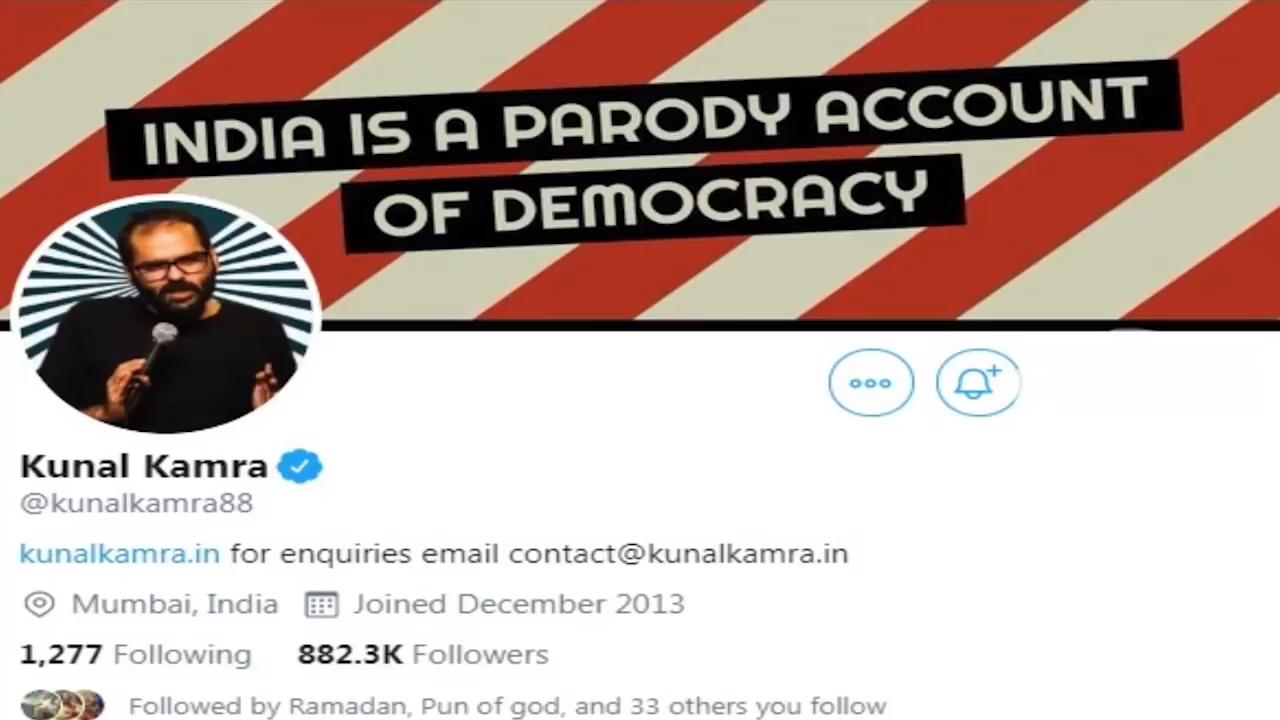 INDIA IS A PARODY ACCOUNT
OF DEMOCRACY
Kunal Kamra
@kunalkamra88
kunalkamra.in for enquiries email contact@kunalkamra.in
Mumbai, India Joined December 2013
1,277 Following 882.3K Followers
Followed by Ramadan, Pun of god, and 33 others you follow